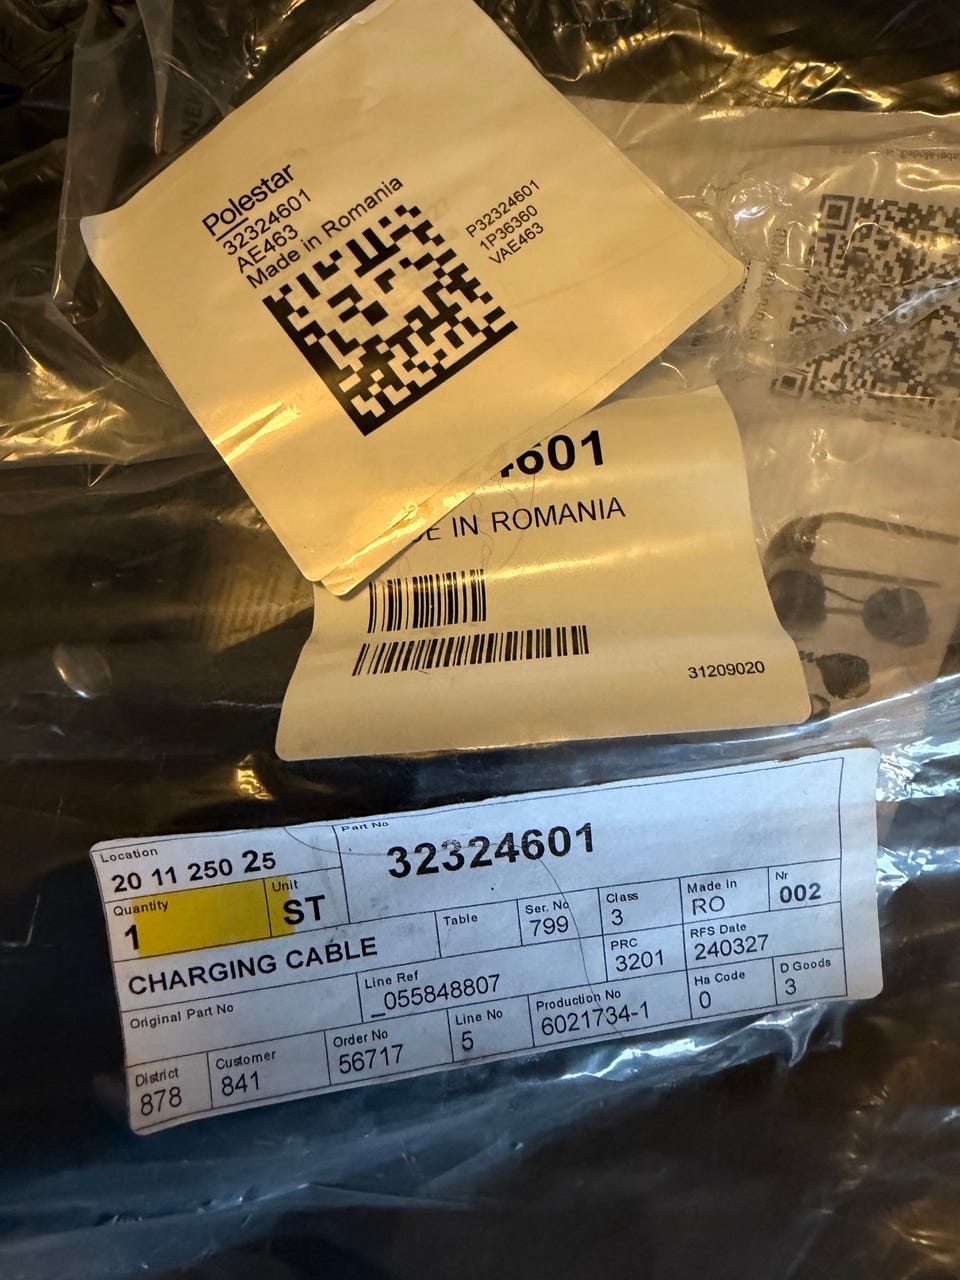 Polestar
32324601
AE463
Made in Romania
P32324601
1P36360
VAE463
4601
IN ROMANIA
31209020
Location
20 11 250 25
Part No
32324601
Quantity
1
Unit
ST
CHARGING CABLE
Table
Ser. No
799
Class
3
Made in
RO
Nr
002
Original Part No
Line Ref
_055848807
PRC
3201
RFS Date
240327
District
878
Customer
841
Order No
56717
Line No
5
Production No
6021734-1
Ha Code
0
D Goods
3